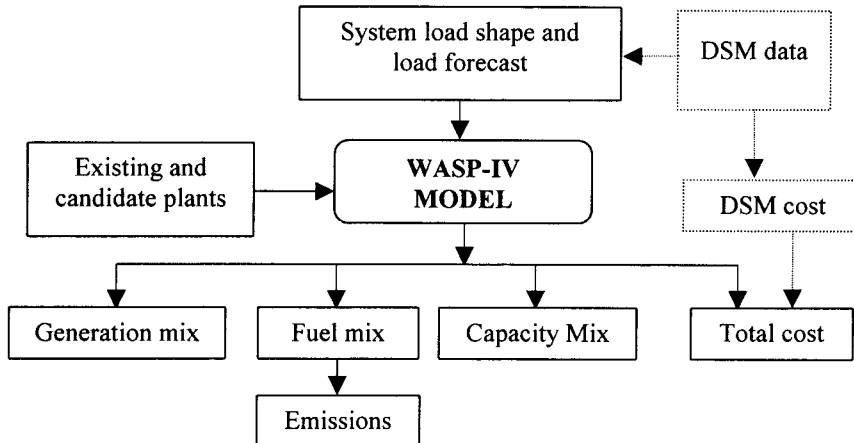 System load shape and
load forecast
DSM data
Existing and
candidate plants
WASP-IV
MODEL
DSM cost
Generation mix
Fuel mix
Capacity Mix
Total cost
Emissions